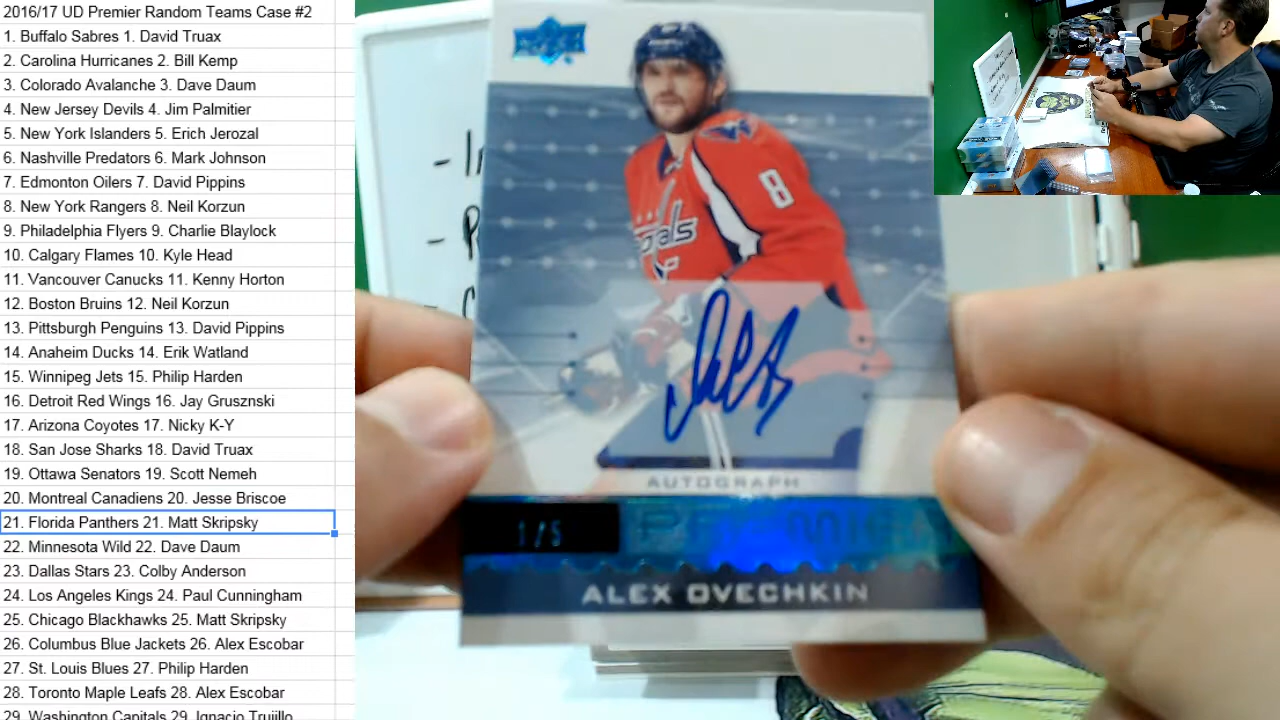 2016/17 UD Premier Random Teams Case #2
1. Buffalo Sabres 1. David Truax
2. Carolina Hurricanes 2. Bill Kemp
3. Colorado Avalanche 3. Dave Daum
4. New Jersey Devils 4. Jim Palmitier
5. New York Islanders 5. Erich Jerozal
6. Nashville Predators 6. Mark Johnson
7. Edmonton Oilers 7. David Pippins
8. New York Rangers 8. Neil Korzun
9. Philadelphia Flyers 9. Charlie Blaylock
10. Calgary Flames 10. Kyle Head
11. Vancouver Canucks 11. Kenny Horton
12. Boston Bruins 12. Neil Korzun
13. Pittsburgh Penguins 13. David Pippins
14. Anaheim Ducks 14. Erik Watland
15. Winnipeg Jets 15. Philip Harden
16. Detroit Red Wings 16. Jay Grusznski
17. Arizona Coyotes 17. Nicky K-Y
18. San Jose Sharks 18. David Truax
19. Ottawa Senators 19. Scott Nemeh
20. Montreal Canadiens 20. Jesse Briscoe
21. Florida Panthers 21. Matt Skripsky
22. Minnesota Wild 22. Dave Daum
23. Dallas Stars 23. Colby Anderson
24. Los Angeles Kings 24. Paul Cunningham
25. Chicago Blackhawks 25. Matt Skripsky
26. Columbus Blue Jackets 26. Alex Escobar
27. St. Louis Blues 27. Philip Harden
28. Toronto Maple Leafs 28. Alex Escobar
29. Washington Capitals 29. Ignacio Trujillo
8
AUTOGRAPH
1/5
PREMIER
ALEX OVECHKIN